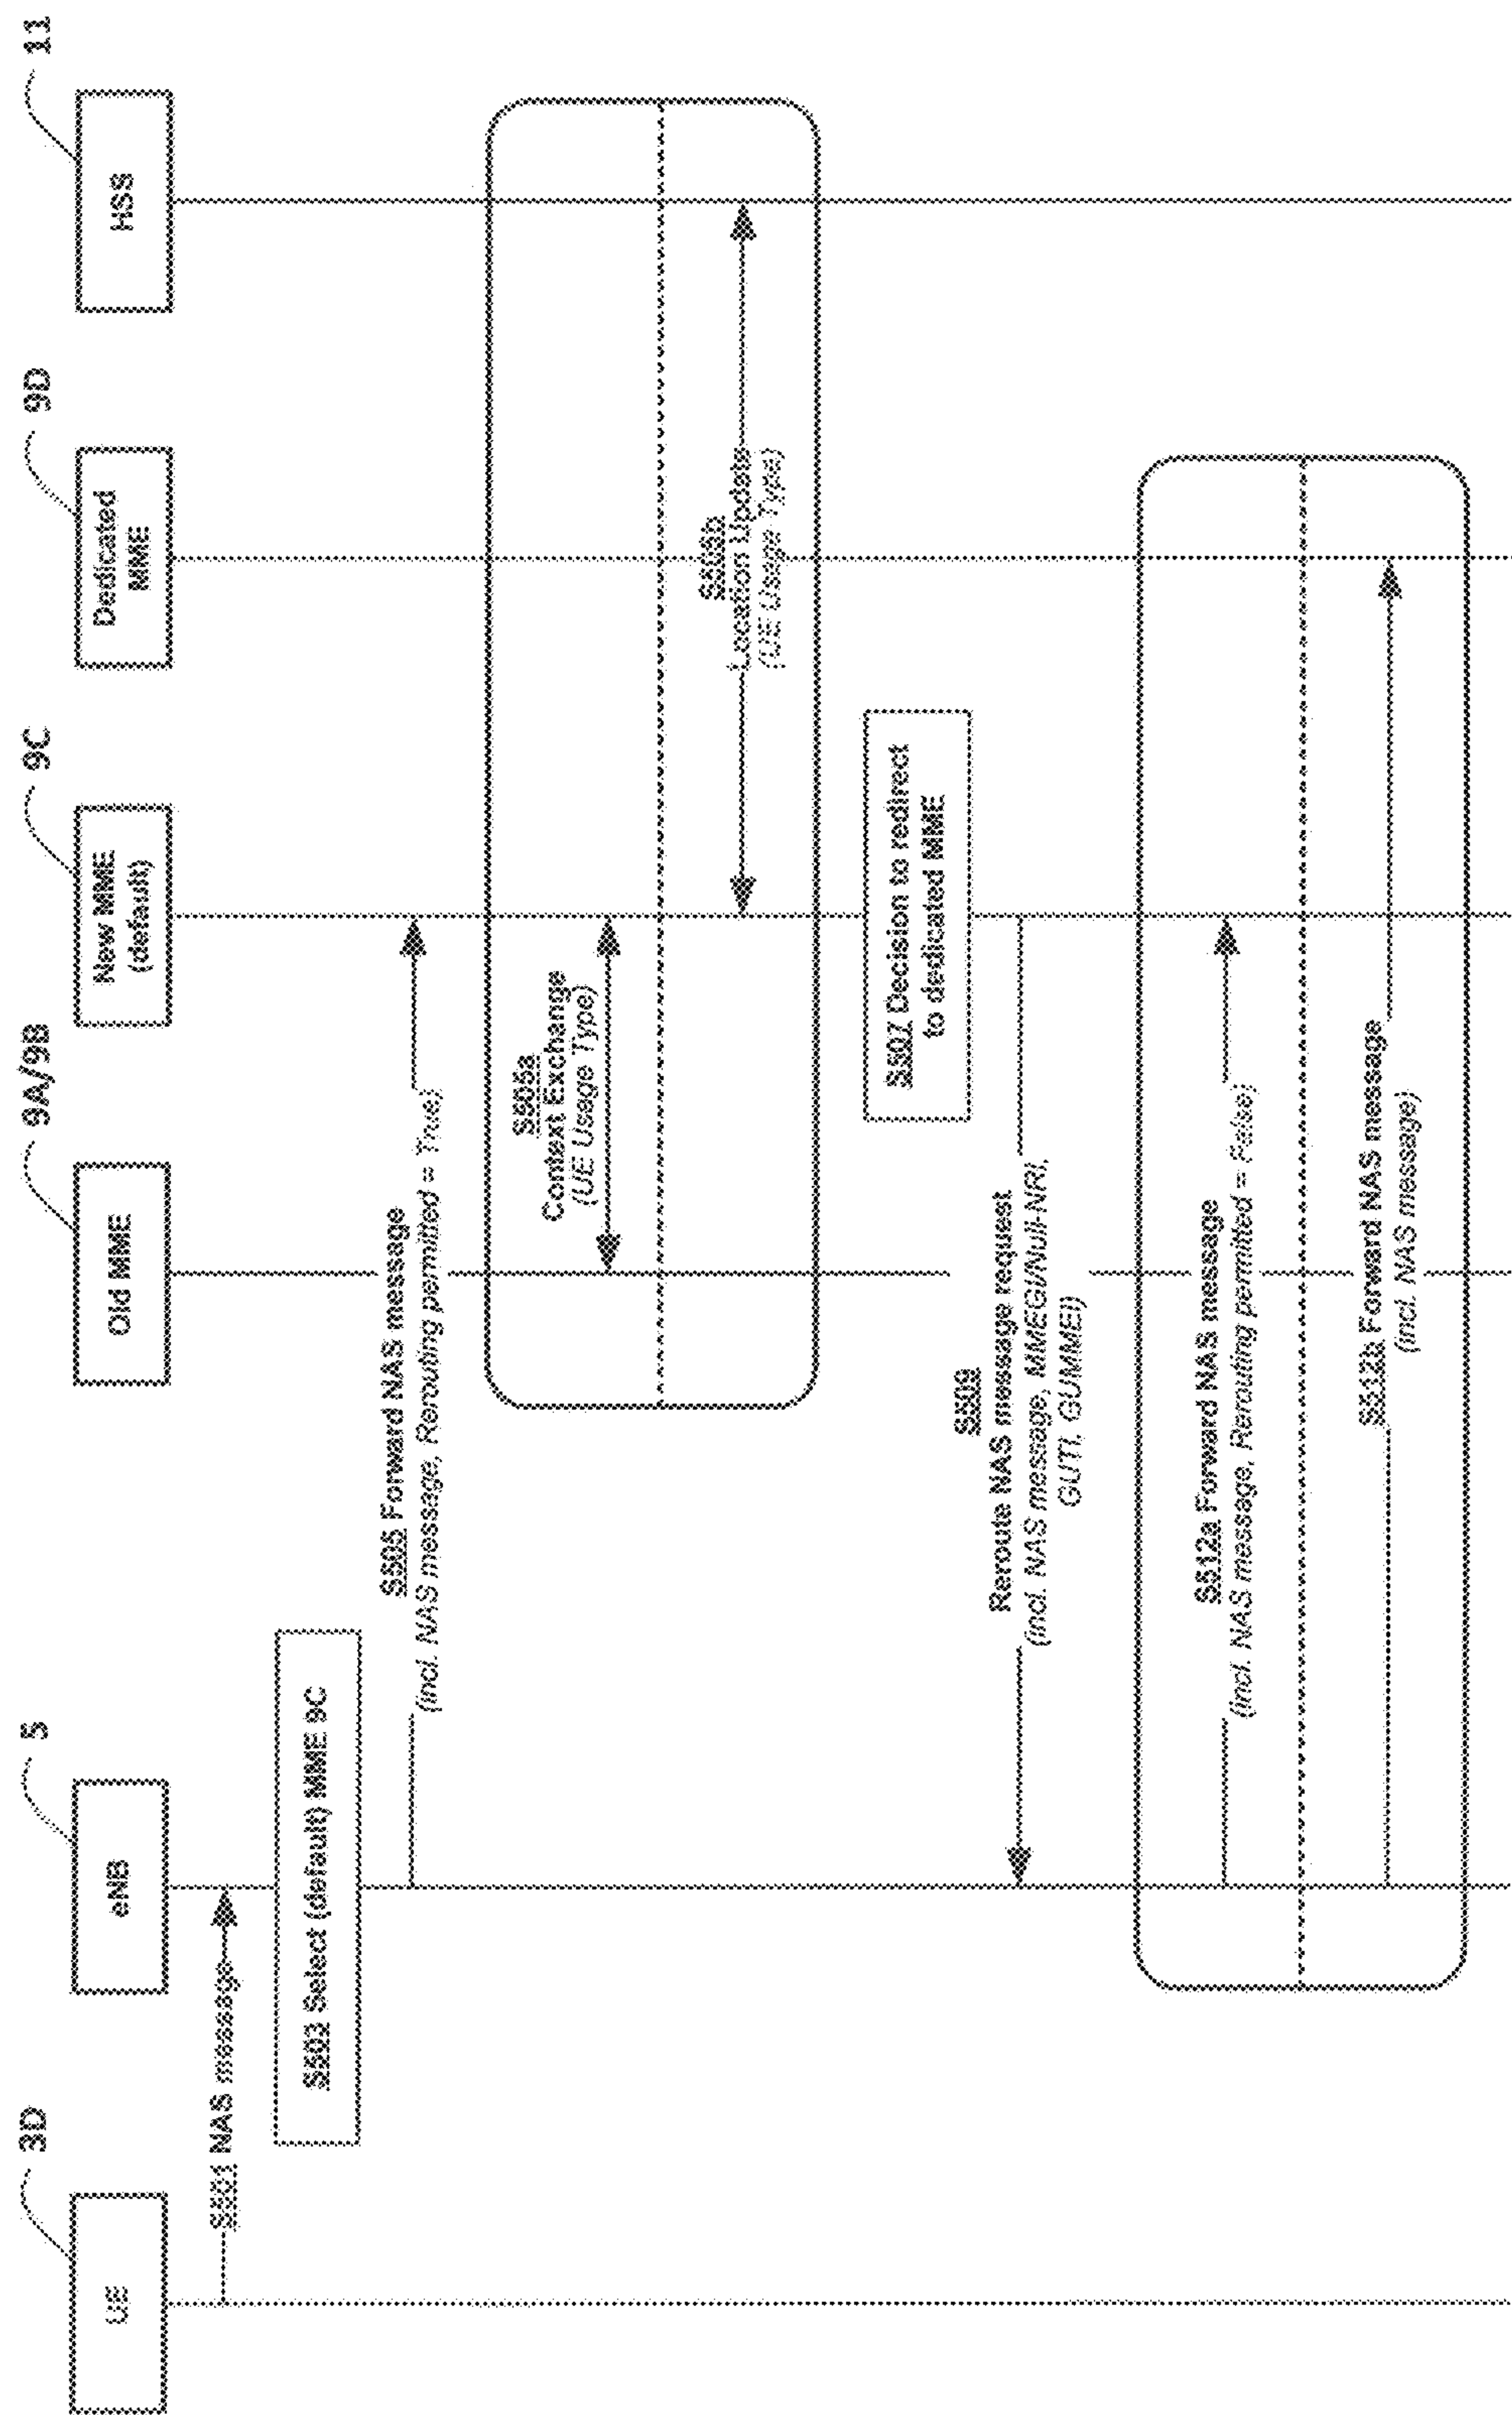 3D
5
9A/9B
9C
9D
11
UE
eNB
Old MME
New MME
(default)
Dedicated
MME
HSS
S501 NAS message
S503 Select (default) MME 9C
S505 Forward NAS message
(incl. NAS message, Rerouting permitted = True)
S505a
Context Exchange
(UE Usage Type)
S505b
Location Update
(UE Usage Type)
S507 Decision to redirect
to dedicated MME
S509
Reroute NAS message request
(incl. NAS message, MMEGI/Null-NRI,
GUTI, GUMMEI)
S512a Forward NAS message
(incl. NAS message, Rerouting permitted = False)
S512b Forward NAS message
(incl. NAS message)